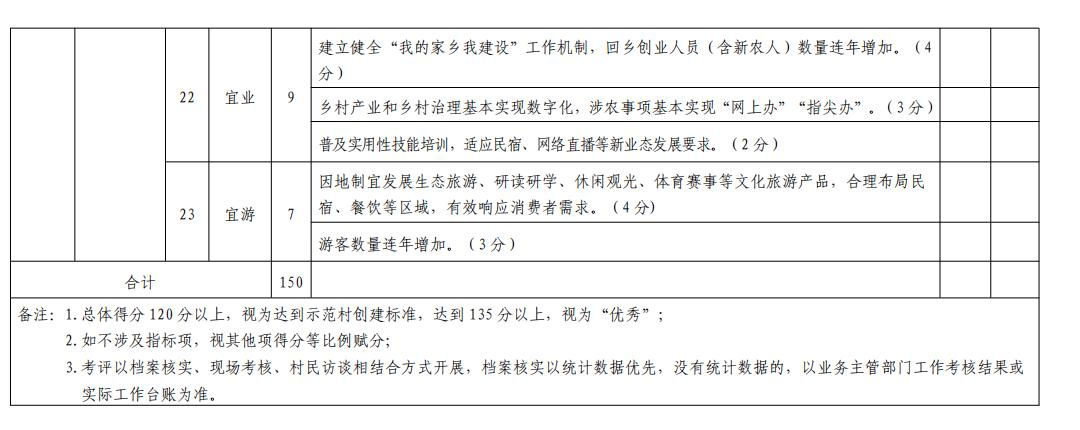 建立健全“我的家乡我建设”工作机制，回乡创业人员（含新农人）数量连年增加。（4
分）
22 宜业 9
乡村产业和乡村治理基本实现数字化，涉农事项基本实现“网上办”“指尖办”。（3 分）
普及实用性技能培训，适应民宿、网络直播等新业态发展要求。（2 分）
因地制宜发展生态旅游、研读研学、休闲观光、体育赛事等文化旅游产品，合理布局民
宿、餐饮等区域，有效响应消费者需求。（4 分）
23 宜游 7
游客数量连年增加。（3 分）
合计 150
备注：1. 总体得分 120 分以上，视为达到示范村创建标准，达到 135 分以上，视为“优秀”；
2. 如不涉及指标项，视其他项得分等比例赋分；
3. 考评以档案核实、现场考核、村民访谈相结合方式开展，档案核实以统计数据优先，没有统计数据的，以业务主管部门工作考核结果或
实际工作台账为准。